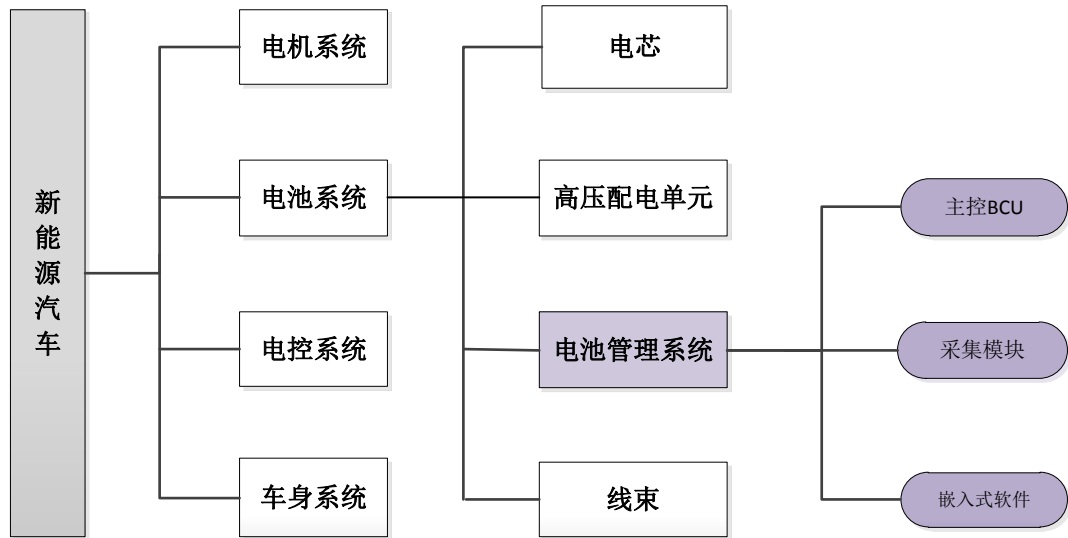 新能源汽车
电机系统
电池系统
电控系统
车身系统
电芯
高压配电单元
电池管理系统
线束
主控BCU
采集模块
嵌入式软件